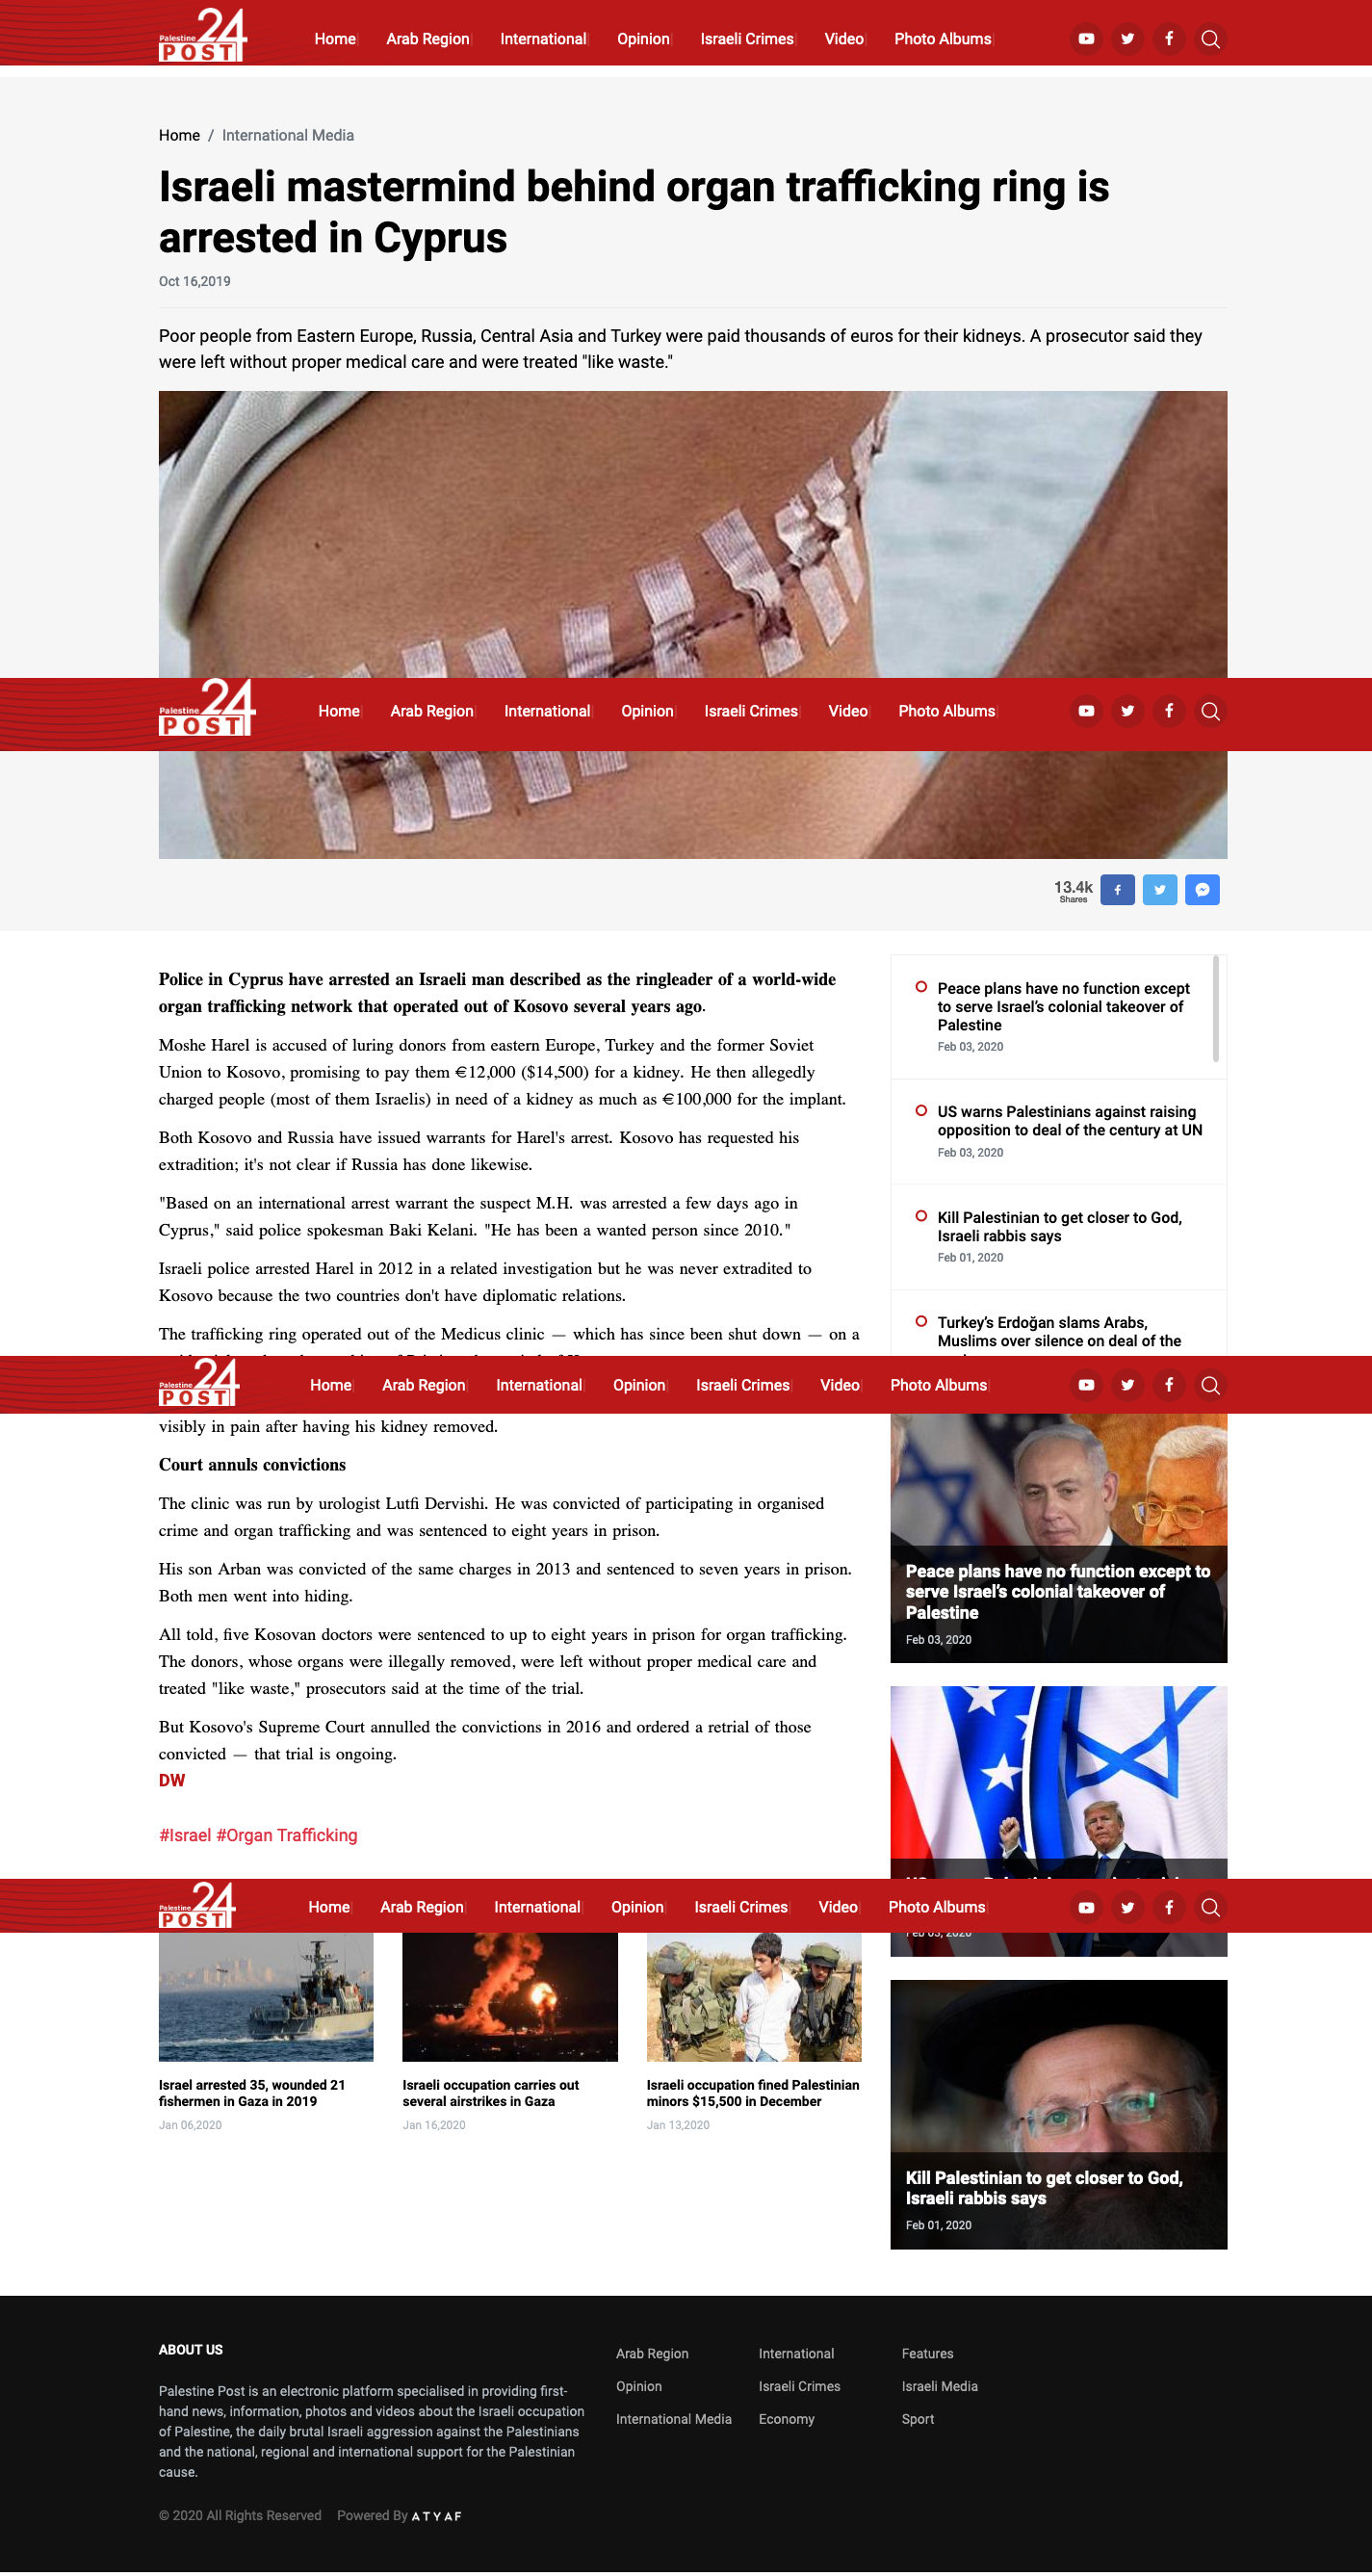 Palestine 24 POST
Home Arab Region International Opinion Israeli Crimes Video Photo Albums
Home / International Media
Israeli mastermind behind organ trafficking ring is
arrested in Cyprus
Oct 16,2019
Poor people from Eastern Europe, Russia, Central Asia and Turkey were paid thousands of euros for their kidneys. A prosecutor said they
were left without proper medical care and were treated "like waste."
Palestine 24 POST
Home Arab Region International Opinion Israeli Crimes Video Photo Albums
13.4k
Shares
Police in Cyprus have arrested an Israeli man described as the ringleader of a world-wide
organ trafficking network that operated out of Kosovo several years ago.
Moshe Harel is accused of luring donors from eastern Europe, Turkey and the former Soviet
Union to Kosovo, promising to pay them €12,000 ($14,500) for a kidney. He then allegedly
charged people (most of them Israelis) in need of a kidney as much as €100,000 for the implant.
Both Kosovo and Russia have issued warrants for Harel's arrest. Kosovo has requested his
extradition; it's not clear if Russia has done likewise.
"Based on an international arrest warrant the suspect M.H. was arrested a few days ago in
Cyprus," said police spokesman Baki Kelani. "He has been a wanted person since 2010."
Israeli police arrested Harel in 2012 in a related investigation but he was never extradited to
Kosovo because the two countries don't have diplomatic relations.
The trafficking ring operated out of the Medicus clinic — which has since been shut down — on a
Peace plans have no function except
to serve Israel's colonial takeover of
Palestine
Feb 03, 2020
US warns Palestinians against raising
opposition to deal of the century at UN
Feb 03, 2020
Kill Palestinian to get closer to God,
Israeli rabbis says
Feb 01, 2020
Turkey's Erdoğan slams Arabs,
Muslims over silence on deal of the
Palestine 24 POST
Home Arab Region International Opinion Israeli Crimes Video Photo Albums
visibly in pain after having his kidney removed.
Court annuls convictions
The clinic was run by urologist Lutfi Dervishi. He was convicted of participating in organised
crime and organ trafficking and was sentenced to eight years in prison.
His son Arban was convicted of the same charges in 2013 and sentenced to seven years in prison.
Both men went into hiding.
All told, five Kosovan doctors were sentenced to up to eight years in prison for organ trafficking.
The donors, whose organs were illegally removed, were left without proper medical care and
treated "like waste," prosecutors said at the time of the trial.
But Kosovo's Supreme Court annulled the convictions in 2016 and ordered a retrial of those
convicted — that trial is ongoing.
DW
#Israel #Organ Trafficking
Peace plans have no function except to
serve Israel's colonial takeover of
Palestine
Feb 03, 2020
Palestine 24 POST
Home Arab Region International Opinion Israeli Crimes Video Photo Albums
Feb 03, 2020
Israel arrested 35, wounded 21
fishermen in Gaza in 2019
Jan 06,2020
Israeli occupation carries out
several airstrikes in Gaza
Jan 16,2020
Israeli occupation fined Palestinian
minors $15,500 in December
Jan 13,2020
Kill Palestinian to get closer to God,
Israeli rabbis says
Feb 01, 2020
ABOUT US
Palestine Post is an electronic platform specialised in providing first-
hand news, information, photos and videos about the Israeli occupation
of Palestine, the daily brutal Israeli aggression against the Palestinians
and the national, regional and international support for the Palestinian
cause.
Arab Region International Features
Opinion Israeli Crimes Israeli Media
International Media Economy Sport
© 2020 All Rights Reserved Powered By ATYAF